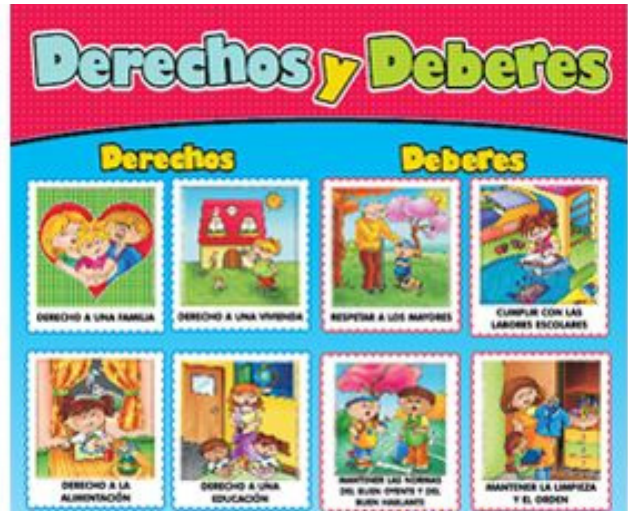 Derechos y Deberes
Derechos
Deberes
DERECHO A UNA FAMILIA
DERECHO A UNA VIVIENDA
RESPETAR A LOS MAYORES
CUMPLIR CON LAS
LABORES ESCOLARES
DERECHO A LA
ALIMENTACIÓN
DERECHO A UNA
EDUCACIÓN
MANTENER LAS NORMAS
DEL BUEN OYENTE Y DEL
BUEN HABLANTE
MANTENER LA LIMPIEZA
Y EL ORDEN